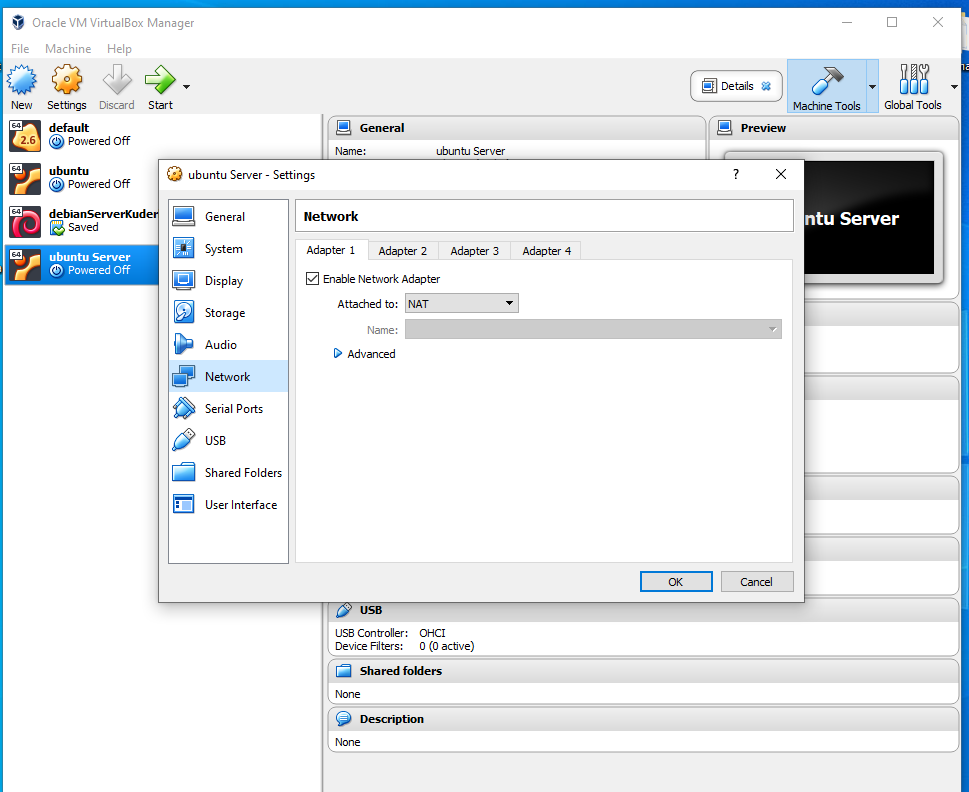 Oracle VM VirtualBox Manager
File Machine Help
New Settings Discard Start
Details
Machine Tools
Global Tools
64
2.6
default
Powered Off
64
ubuntu
Powered Off
64
debianServerKuder
Saved
64
ubuntu Server
Powered Off
General
Name: ubuntu Server
Preview
ntu Server
ubuntu Server - Settings
?
General
System
Display
Storage
Audio
Network
Serial Ports
USB
Shared Folders
User Interface
Network
Adapter 1 Adapter 2 Adapter 3 Adapter 4
Enable Network Adapter
Attached to: NAT
Name:
Advanced
OK Cancel
USB
USB Controller: OHCI
Device Filters: 0 (0 active)
Shared folders
None
Description
None